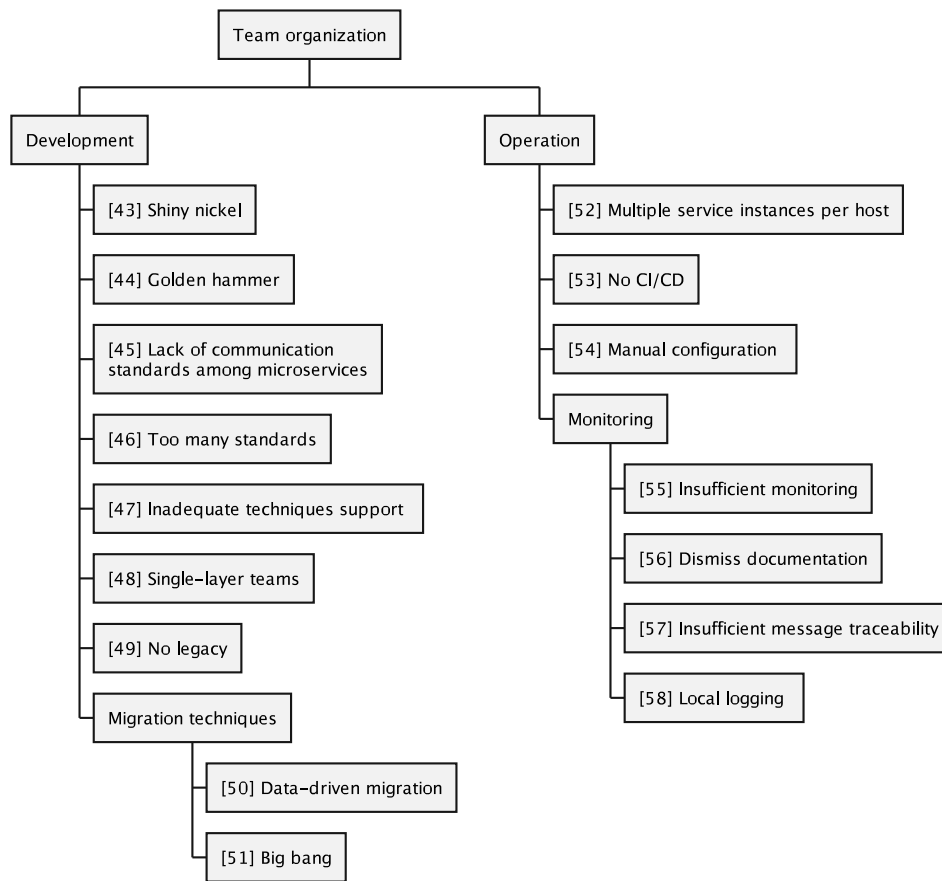 Team organization
Development
[43] Shiny nickel
[44] Golden hammer
[45] Lack of communication
standards among microservices
[46] Too many standards
[47] Inadequate techniques support
[48] Single-layer teams
[49] No legacy
Migration techniques
[50] Data-driven migration
[51] Big bang
Operation
[52] Multiple service instances per host
[53] No CI/CD
[54] Manual configuration
Monitoring
[55] Insufficient monitoring
[56] Dismiss documentation
[57] Insufficient message traceability
[58] Local logging